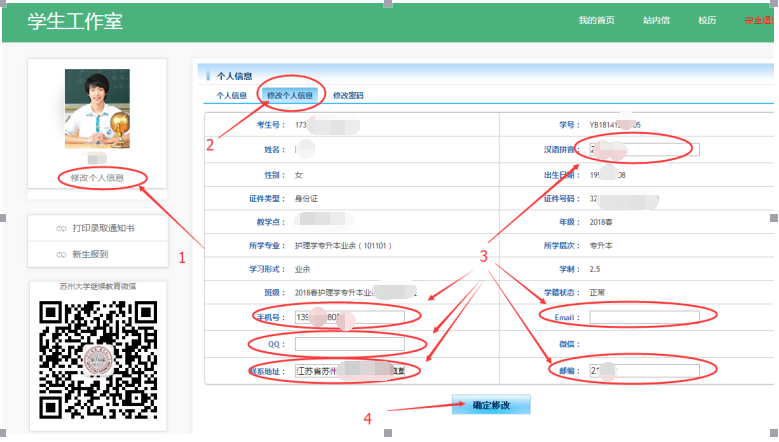 学生工作室
我的首页 站内信 校历 安全退
个人信息
个人信息 修改个人信息 修改密码
2
考生号： 173 学号： YB1814 05
姓名： 汉语拼音：
修改个人信息
性别： 女 出生日期： 199 08
证件类型： 身份证 证件号码： 32
教学点： 年级： 2018春
打印录取通知书
1
3
所学专业： 护理学专升本业余（101101） 所学层次： 专升本
新生报到
学习形式： 业余 学制： 2.5
苏州大学继续教育微信
班级： 2018春护理学专升本业 学籍状态： 正常
手机号： 139 80 Email：
QQ： 微信：
联系地址： 江苏省苏州 镇 邮编： 21
4
确定修改